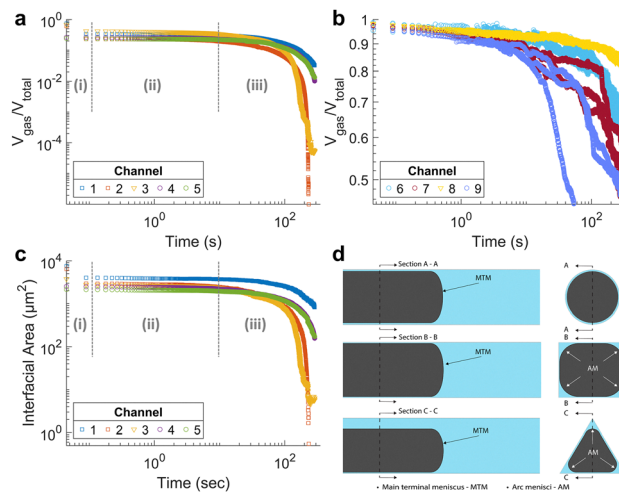 a
V_gas/V_total
10^0
10^-2
10^-4
(i)
(ii)
(iii)
Channel
1 2 3 4 5
10^0
10^2
Time (s)
b
V_gas/V_total
1
0.9
0.8
0.7
0.6
0.5
Channel
6 7 8 9
10^0
10^2
Time (s)
c
Interfacial Area (μm^2)
10^4
10^2
10^0
(i)
(ii)
(iii)
Channel
1 2 3 4 5
10^0
10^2
Time (sec)
d
Section A - A
MTM
A
A
Section B - B
MTM
B
AM
B
Section C - C
MTM
C
AM
C
• Main terminal meniscus - MTM
• Arc menisci - AM